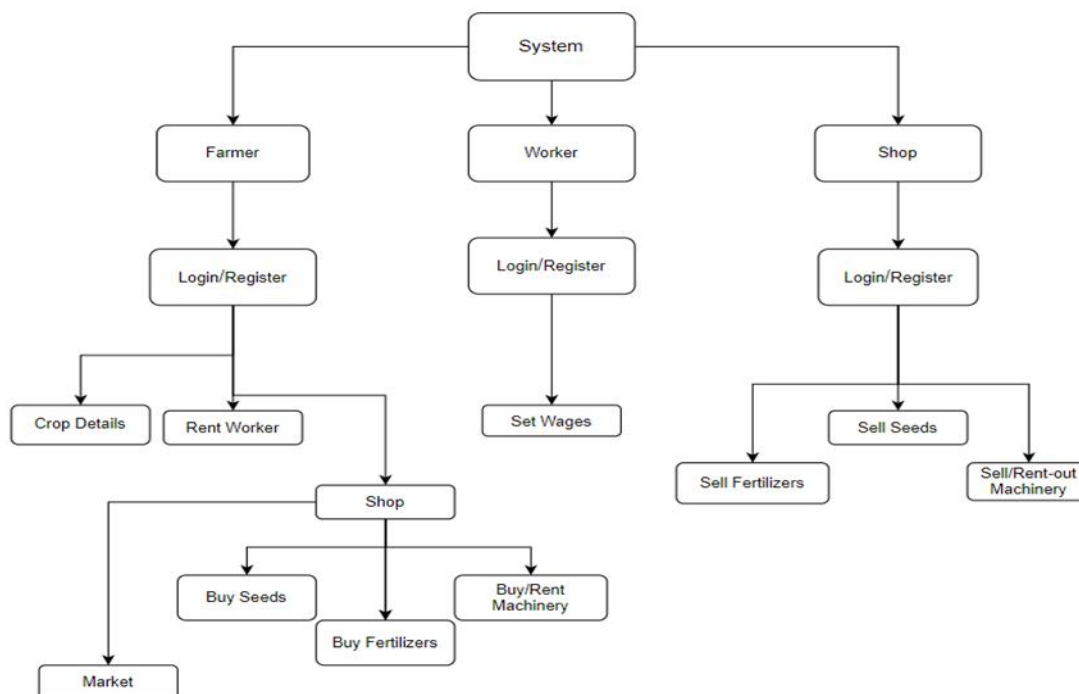 System
Farmer
Worker
Shop
Login/Register
Login/Register
Login/Register
Crop Details
Rent Worker
Set Wages
Sell Seeds
Sell Fertilizers
Sell/Rent-out
Machinery
Shop
Buy Seeds
Buy/Rent
Machinery
Buy Fertilizers
Market